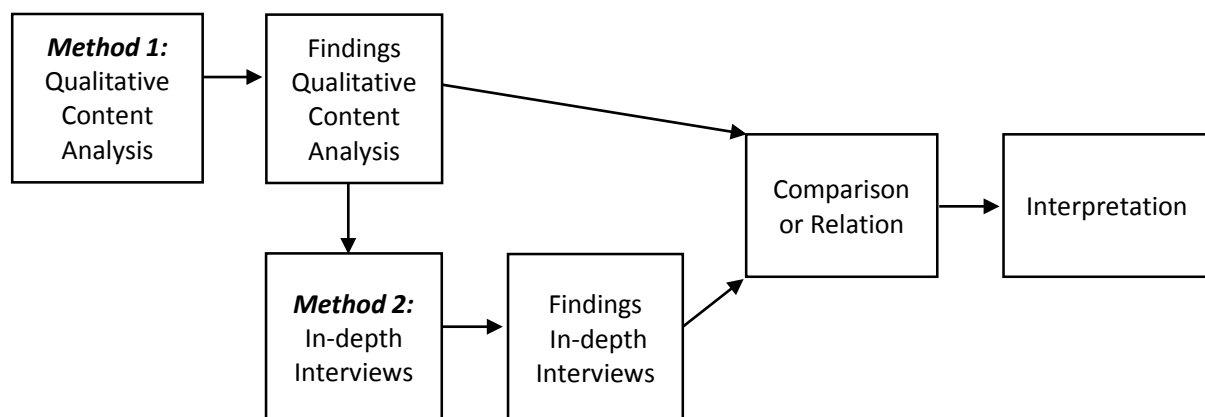 Method 1:
Qualitative
Content
Analysis
Findings
Qualitative
Content
Analysis
Method 2:
In-depth
Interviews
Findings
In-depth
Interviews
Comparison
or Relation
Interpretation